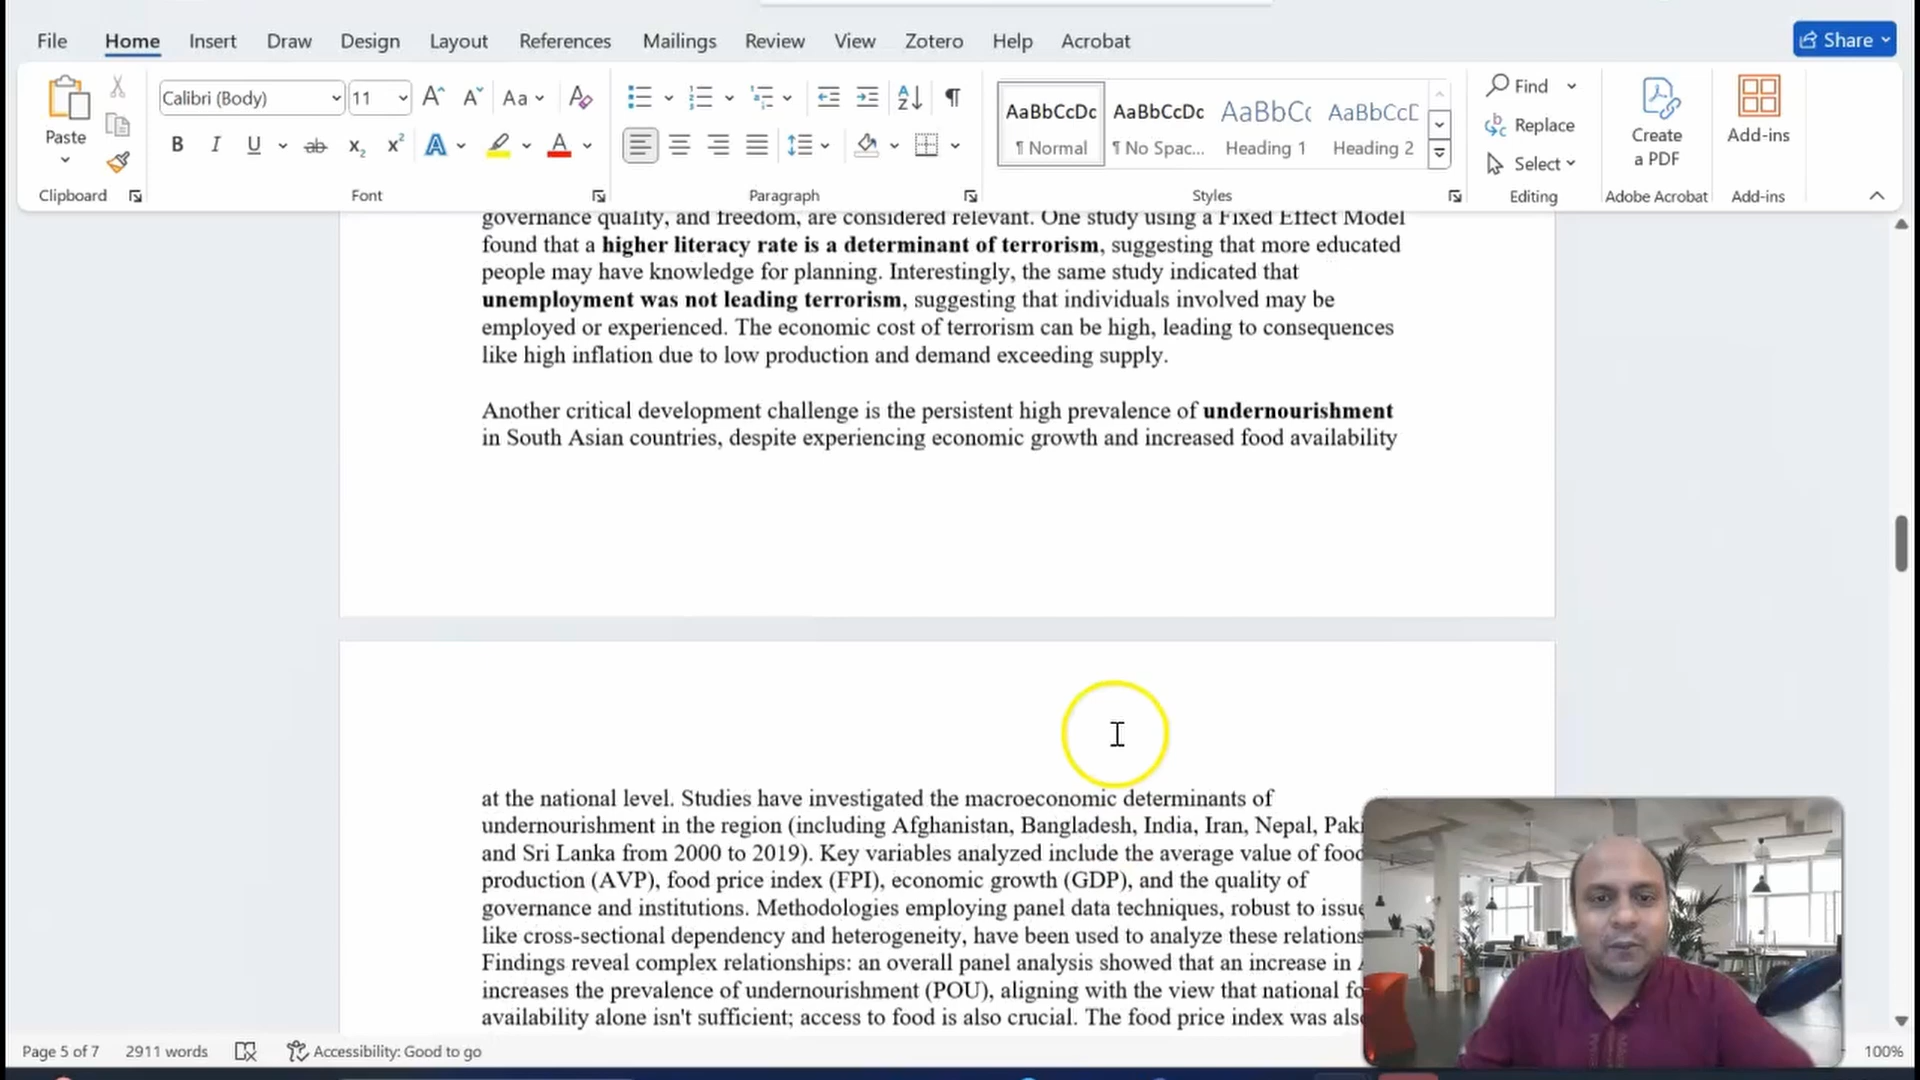 File Home Insert Draw Design Layout References Mailings Review View Zotero Help Acrobat Share
Paste
Clipboard
Calibri (Body) 11
Font
Paragraph
AaBbCcDc AaBbCcDc AaBbC AaBbCcD
¶ Normal ¶ No Spac... Heading 1 Heading 2
Styles
Find
Replace
Select
Editing
Create
a PDF
Adobe Acrobat
Add-ins
Add-ins
governance quality, and freedom, are considered relevant. One study using a Fixed Effect Model
found that a higher literacy rate is a determinant of terrorism, suggesting that more educated
people may have knowledge for planning. Interestingly, the same study indicated that
unemployment was not leading terrorism, suggesting that individuals involved may be
employed or experienced. The economic cost of terrorism can be high, leading to consequences
like high inflation due to low production and demand exceeding supply.
Another critical development challenge is the persistent high prevalence of undernourishment
in South Asian countries, despite experiencing economic growth and increased food availability
at the national level. Studies have investigated the macroeconomic determinants of
undernourishment in the region (including Afghanistan, Bangladesh, India, Iran, Nepal,
and Sri Lanka from 2000 to 2019). Key variables analyzed include the average value of food
production (AVP), food price index (FPI), economic growth (GDP), and the quality of
governance and institutions. Methodologies employing panel data techniques, robust to
like cross-sectional dependency and heterogeneity, have been used to analyze these
Findings reveal complex relationships: an overall panel analysis showed that an increase in
increases the prevalence of undernourishment (POU), aligning with the view that national
availability alone isn't sufficient; access to food is also crucial. The food price index was
Page 5 of 7 2911 words Accessibility: Good to go 100%